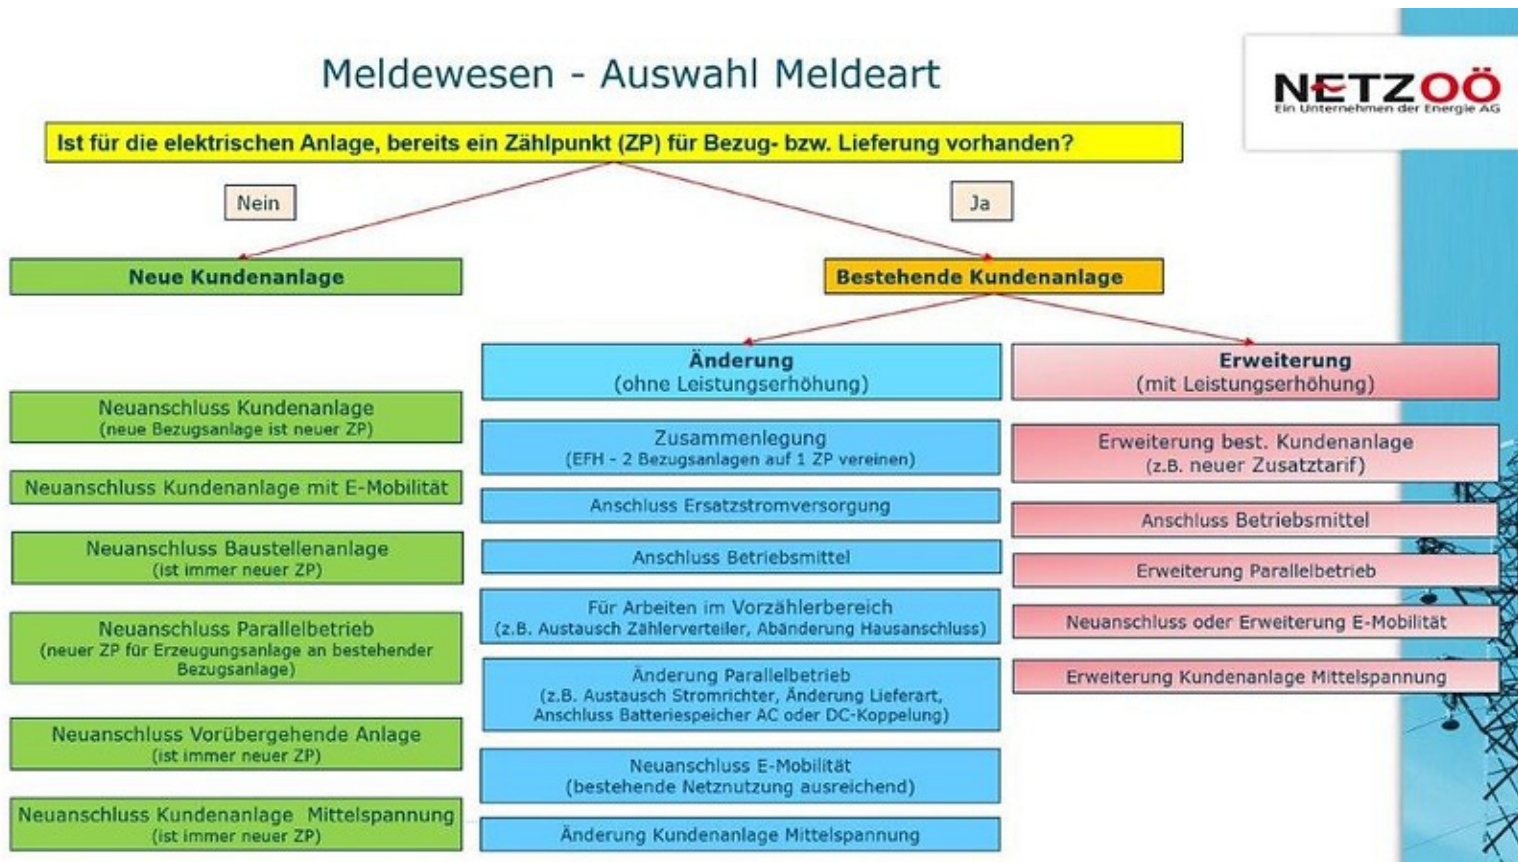 Meldewesen - Auswahl Meldeart
NETZOÖ
Ein Unternehmen der Energie AG
Ist für die elektrischen Anlage, bereits ein Zählpunkt (ZP) für Bezug- bzw. Lieferung vorhanden?
Nein
Ja
Neue Kundenanlage
Bestehende Kundenanlage
Neuanschluss Kundenanlage
(neue Bezugsanlage ist neuer ZP)
Neuanschluss Kundenanlage mit E-Mobilität
Neuanschluss Baustellenanlage
(ist immer neuer ZP)
Neuanschluss Parallelbetrieb
(neuer ZP für Erzeugungsanlage an bestehender
Bezugsanlage)
Neuanschluss Vorübergehende Anlage
(ist immer neuer ZP)
Neuanschluss Kundenanlage Mittelspannung
(ist immer neuer ZP)
Änderung
(ohne Leistungserhöhung)
Zusammenlegung
(EFH - 2 Bezugsanlagen auf 1 ZP vereinen)
Anschluss Ersatzstromversorgung
Anschluss Betriebsmittel
Für Arbeiten im Vorzählerbereich
(z.B. Austausch Zählerverteiler, Abänderung Hausanschluss)
Änderung Parallelbetrieb
(z.B. Austausch Stromrichter, Änderung Lieferart,
Anschluss Batteriespeicher AC oder DC-Koppelung)
Neuanschluss E-Mobilität
(bestehende Netznutzung ausreichend)
Änderung Kundenanlage Mittelspannung
Erweiterung
(mit Leistungserhöhung)
Erweiterung best. Kundenanlage
(z.B. neuer Zusatztarif)
Anschluss Betriebsmittel
Erweiterung Parallelbetrieb
Neuanschluss oder Erweiterung E-Mobilität
Erweiterung Kundenanlage Mittelspannung